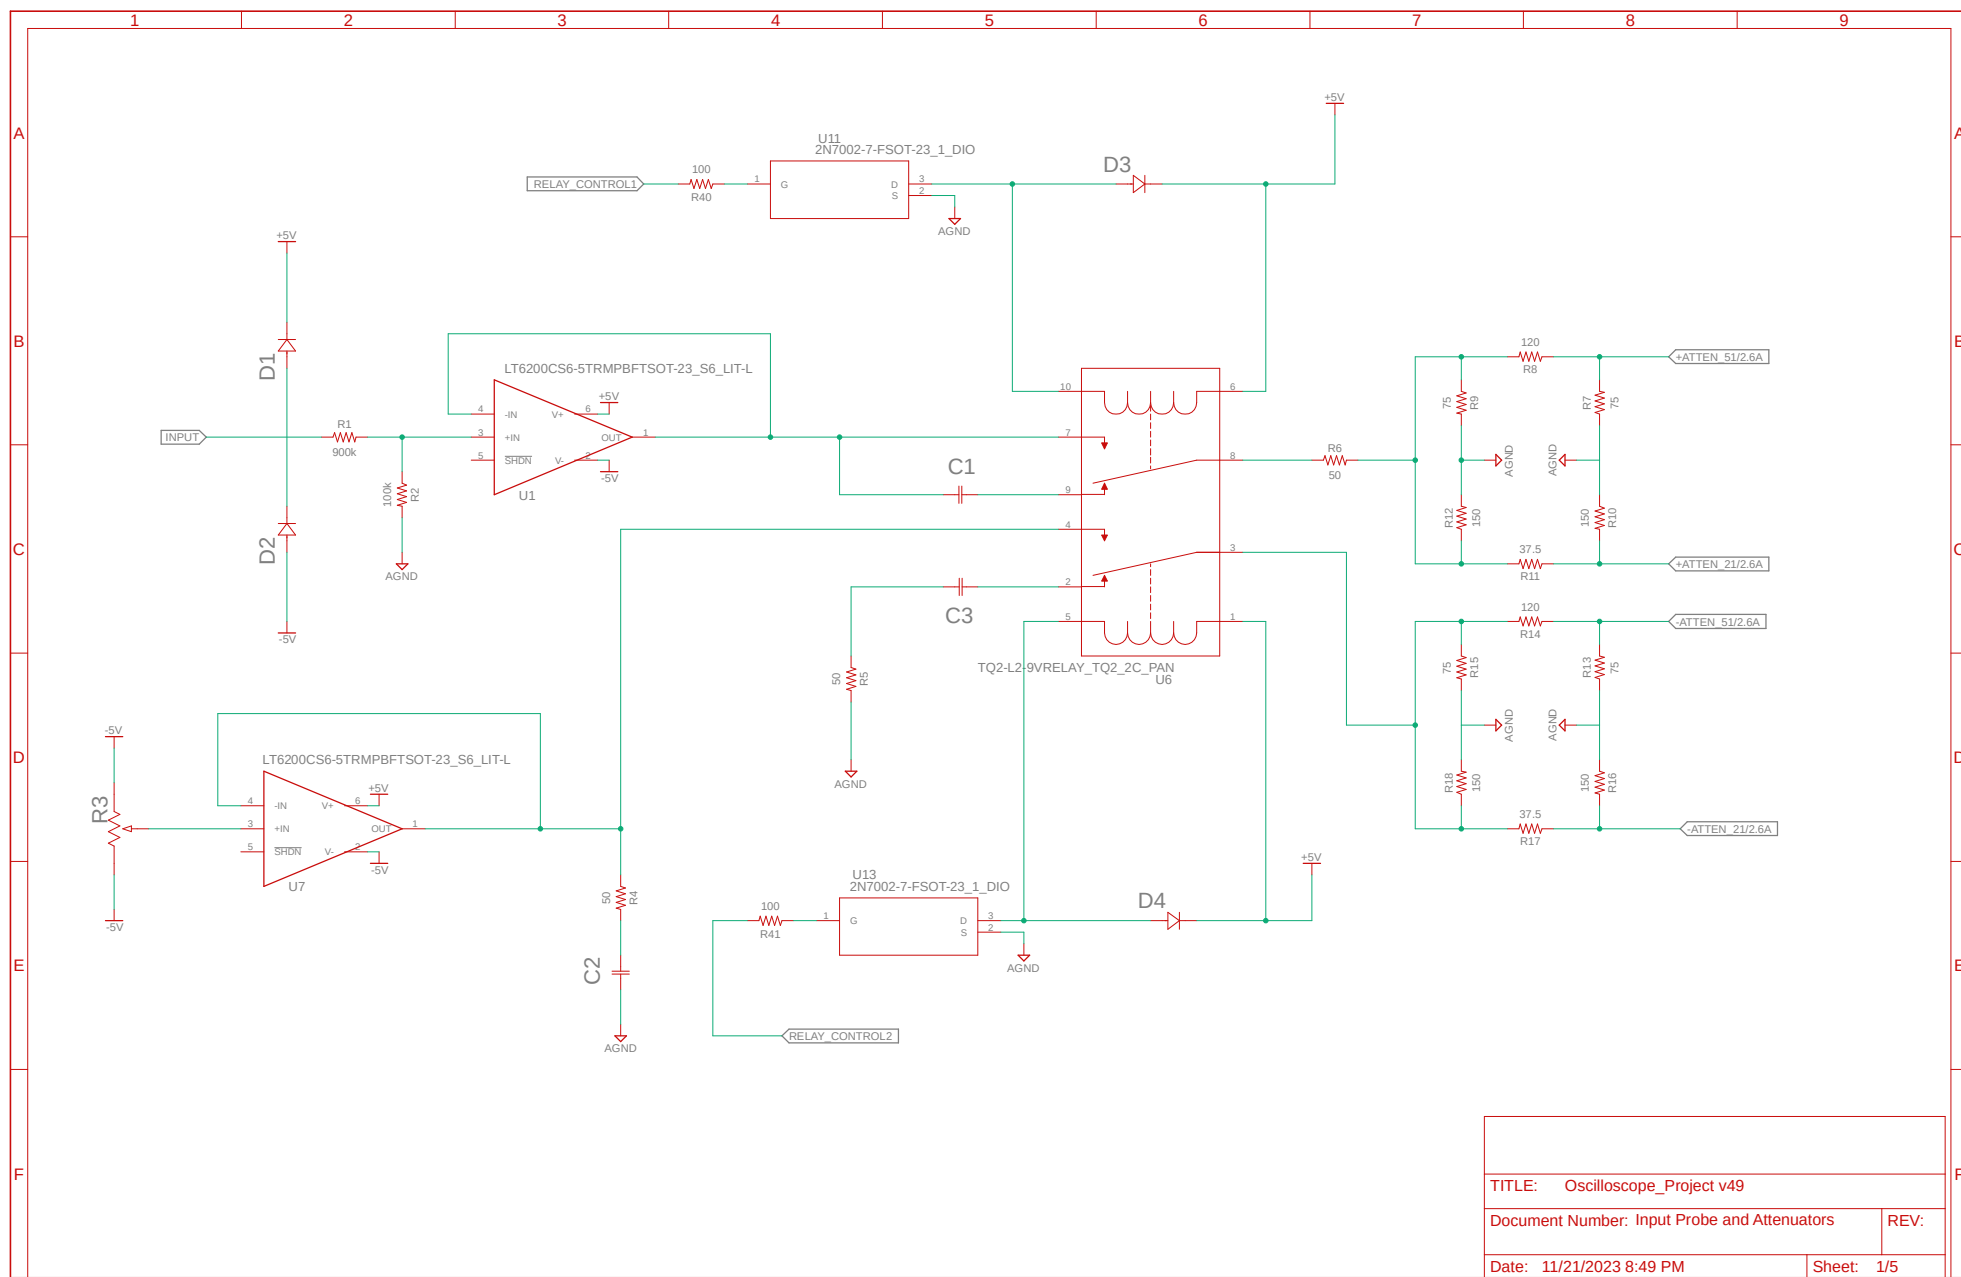 1 2 3 4 5 6 7 8 9
A
A
B
B
C
C
D
D
E
E
F
F
+5V
U11
2N7002-7-FSOT-23_1_DIO
RELAY_CONTROL1
100
R40
1
G
D
S
3
2
AGND
D3
+5V
D1
D2
-5V
INPUT
R1
900k
100k
R2
AGND
LT6200CS6-5TRMPBFTSOT-23_S6_LIT-L
4
-IN
3
+IN
5
SHDN
V+
6
+5V
OUT
1
V-
2
-5V
U1
C1
C3
50
R5
AGND
10
6
7
8
9
4
3
2
5
1
TQ2-L2-9VRELAY_TQ2_2C_PAN
U6
R6
50
120
R8
75
R9
R7
75
AGND
AGND
R12
150
150
R10
37.5
R11
+ATTEN_51/2.6A
+ATTEN_21/2.6A
120
R14
75
R15
R13
75
AGND
AGND
R18
150
150
R16
37.5
R17
-ATTEN_51/2.6A
-ATTEN_21/2.6A
-5V
R3
-5V
LT6200CS6-5TRMPBFTSOT-23_S6_LIT-L
4
-IN
3
+IN
5
SHDN
V+
6
+5V
OUT
1
V-
2
-5V
U7
50
R4
C2
AGND
U13
2N7002-7-FSOT-23_1_DIO
100
R41
1
G
D
S
3
2
AGND
D4
+5V
RELAY_CONTROL2
TITLE: Oscilloscope_Project v49
Document Number: Input Probe and Attenuators
REV:
Date: 11/21/2023 8:49 PM
Sheet: 1/5